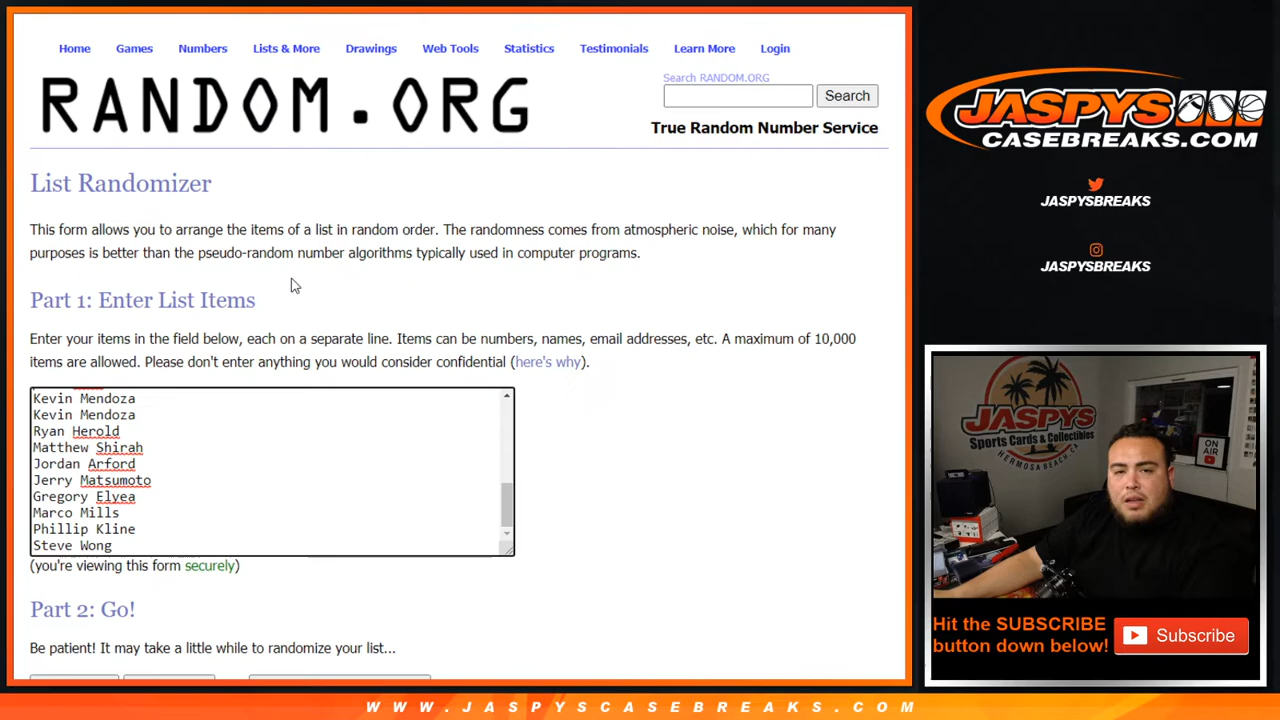 Home Games Numbers Lists & More Drawings Web Tools Statistics Testimonials Learn More Login
RANDOM.ORG
Search RANDOM.ORG
Search
True Random Number Service
List Randomizer
This form allows you to arrange the items of a list in random order. The randomness comes from atmospheric noise, which for many
purposes is better than the pseudo-random number algorithms typically used in computer programs.
Part 1: Enter List Items
Enter your items in the field below, each on a separate line. Items can be numbers, names, email addresses, etc. A maximum of 10,000
items are allowed. Please don't enter anything you would consider confidential (here's why).
Kevin Mendoza
Kevin Mendoza
Ryan Herold
Matthew Shirah
Jordan Arford
Jerry Matsumoto
Gregory Elyea
Marco Mills
Phillip Kline
Steve Wong
(you're viewing this form securely)
Part 2: Go!
Be patient! It may take a little while to randomize your list...
JASPYS
CASEBREAKS.COM
JASPYSBREAKS
JASPYSBREAKS
JASPYS
Sports Cards & Collectibles
HERMOSA BEACH, CA
ON AIR
Hit the SUBSCRIBE
button down below!
Subscribe
WWW.JASPYSCASEBREAKS.COM